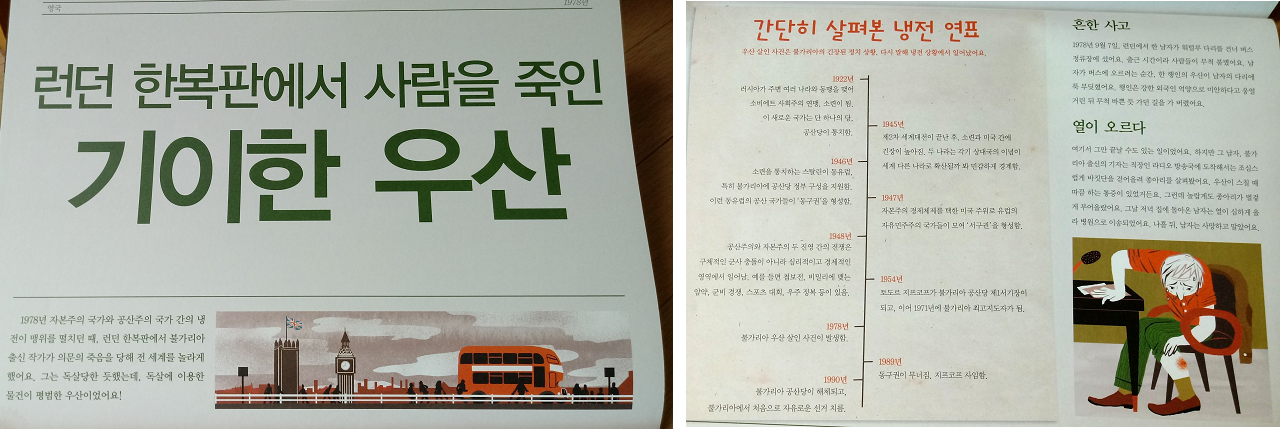 영국
1978년
런던 한복판에서 사람을 죽인
기이한 우산
1978년 자본주의 국가와 공산주의 국가 간의 냉
전이 맹위를 떨치던 때, 런던 한복판에서 불가리아
출신 작가가 의문의 죽음을 당해 전 세계를 놀라게
했어요. 그는 독살당한 듯했는데, 독살에 이용한
물건이 평범한 우산이었어요!
간단히 살펴본 냉전 연표
우산 살인 사건은 불가리아의 긴장된 정치 상황, 다시 말해 냉전 상황에서 일어났어요.
1922년
러시아가 주변 여러 나라와 동맹을 맺어
소비에트 사회주의 연맹, 소련이 됨.
이 새로운 국가는 단 하나의 당,
공산당이 통치함.
1945년
제2차 세계대전이 끝난 후, 소련과 미국 간에
긴장이 높아짐. 두 나라는 각기 상대국의 이념이
세계 다른 나라로 확산될까 봐 민감하게 경계함.
1946년
소련을 통치하는 스탈린이 동유럽,
특히 불가리아에 공산당 정부 구성을 지원함.
이런 동유럽의 공산 국가들이 '동구권'을 형성함.
1947년
자본주의 경제체제를 택한 미국 주위로 유럽의
자유민주주의 국가들이 모여 '서구권'을 형성함.
1948년
공산주의와 자본주의 두 진영 간의 전쟁은
구체적인 군사 충돌이 아니라 심리적이고 경제적인
영역에서 일어남. 예를 들면 첩보전, 비밀리에 맺는
협약, 군비 경쟁, 스포츠 대회, 우주 정복 등이 있음.
1954년
토도르 지프코프가 불가리아 공산당 제1서기장이
되고, 이어 1971년에 불가리아 최고지도자가 됨.
1978년
불가리아 우산 살인 사건이 발생함.
1989년
동구권이 무너짐. 지프코프 사임함.
1990년
불가리아 공산당이 해체되고,
불가리아에서 처음으로 자유로운 선거 치름.
흔한 사고
1978년 9월 7일, 런던에서 한 남자가 워털루 다리를 건너 버스
정류장에 섰어요. 출근 시간이라 사람들이 무척 붐볐어요. 남
자가 버스에 오르려는 순간, 한 행인의 우산이 남자의 다리에
툭 부딪혔어요. 행인은 강한 외국인 억양으로 미안하다고 웅얼
거린 뒤 무척 바쁜 듯 가던 길을 가 버렸어요.
열이 오르다
여기서 그만 끝날 수도 있는 일이었어요. 하지만 그 남자, 불가
리아 출신의 기자는 직장인 라디오 방송국에 도착해서는 조심스
럽게 바짓단을 걷어올려 종아리를 살펴봤어요. 우산이 스칠 때
따끔 하는 통증이 있었거든요. 그런데 놀랍게도 종아리가 벌겋
게 부어올랐어요. 그날 저녁 집에 돌아온 남자는 열이 심하게 올
라 병원으로 이송되었어요. 나흘 뒤, 남자는 사망하고 말았어요.